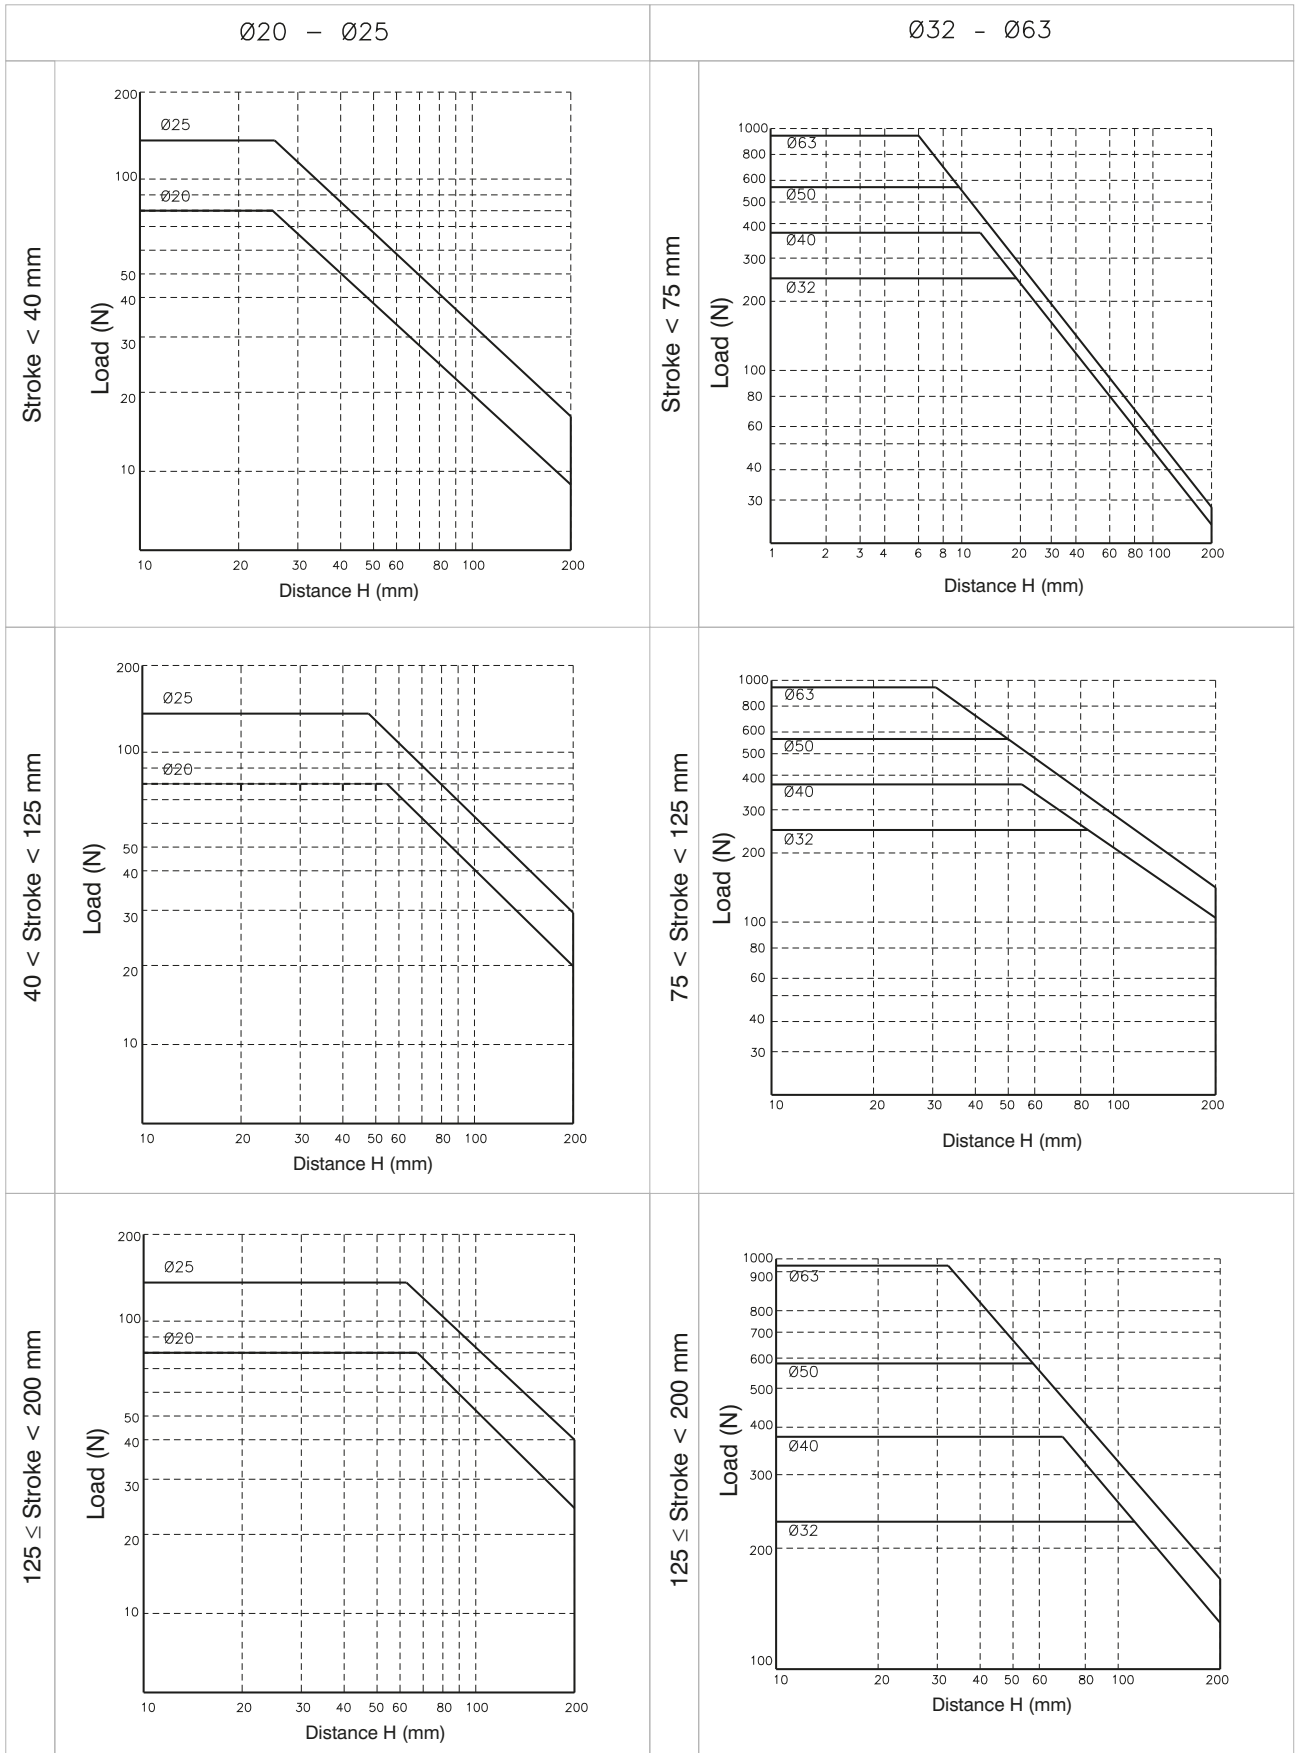 Ø20 – Ø25
Ø32 – Ø63
Stroke < 40 mm
Load (N)
200
Ø25
100
Ø20
50
40
30
20
10
10 20 30 40 50 60 80 100 200
Distance H (mm)
Stroke < 75 mm
Load (N)
1000
Ø63
800
600
Ø50
500
400
Ø40
300
Ø32
200
100
80
60
40
30
1 2 3 4 6 8 10 20 30 40 60 80 100 200
Distance H (mm)
40 < Stroke < 125 mm
Load (N)
200
Ø25
100
Ø20
50
40
30
20
10
10 20 30 40 50 60 80 100 200
Distance H (mm)
75 < Stroke < 125 mm
Load (N)
1000
Ø63
800
600
Ø50
500
400
Ø40
300
Ø32
200
100
80
60
40
30
10 20 30 40 50 60 80 100 200
Distance H (mm)
125 ≤ Stroke < 200 mm
Load (N)
200
Ø25
100
Ø20
50
40
30
20
10
10 20 30 40 50 60 80 100 200
Distance H (mm)
125 ≤ Stroke < 200 mm
Load (N)
1000
900
Ø63
800
700
600
Ø50
500
400
Ø40
300
Ø32
200
100
10 20 30 40 50 60 80 100 200
Distance H (mm)